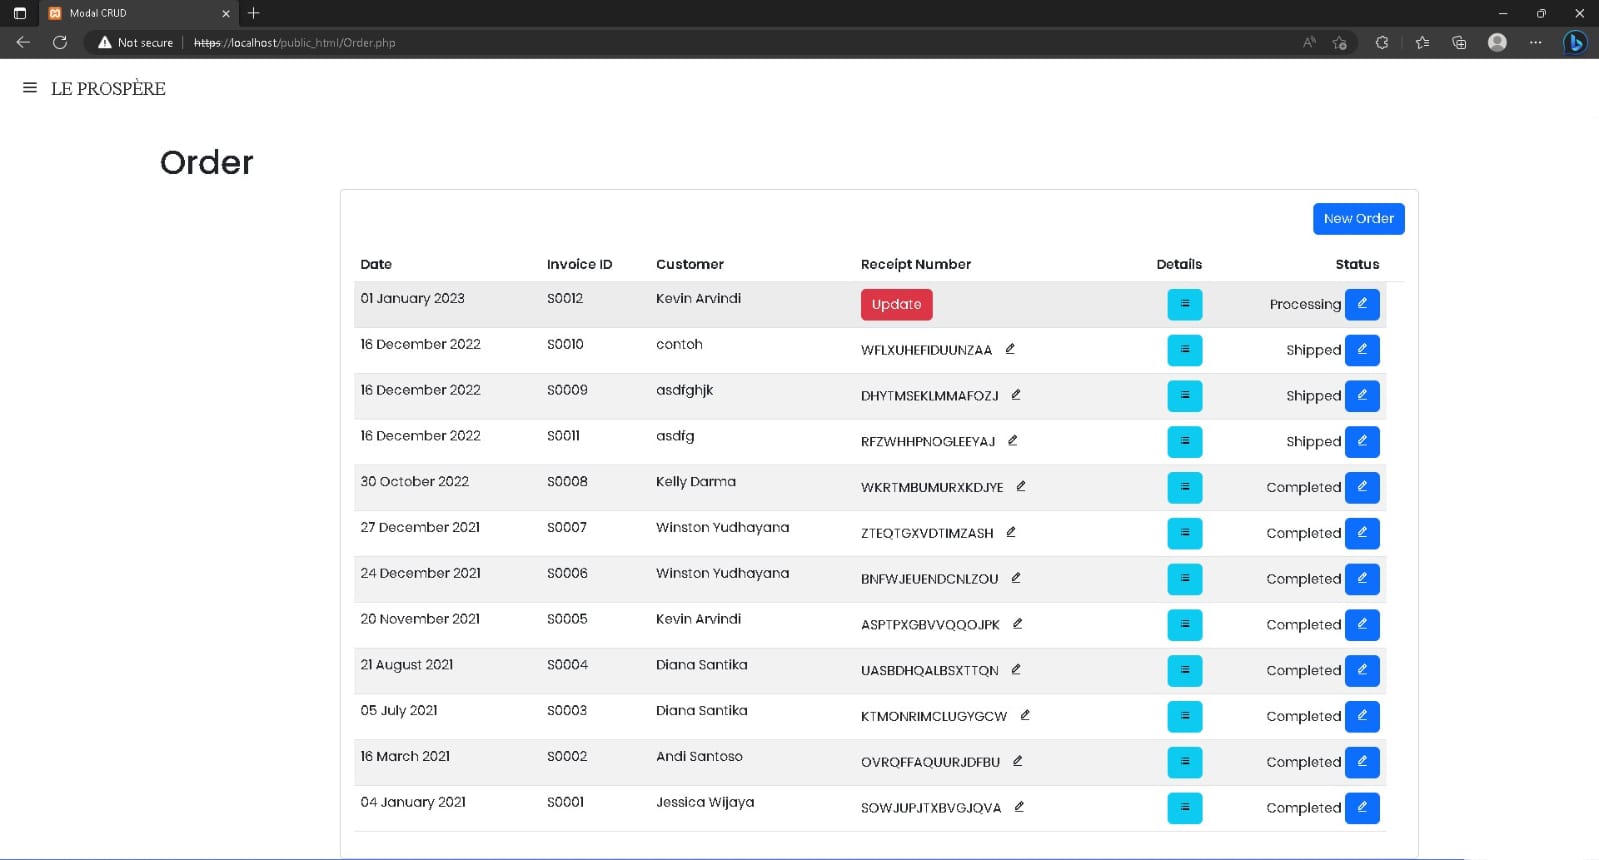 Modal CRUD
Not secure https://localhost/public_html/Order.php
LE PROSPÈRE
Order
New Order
Date Invoice ID Customer Receipt Number Details Status
01 January 2023 S0012 Kevin Arvindi Update Processing
16 December 2022 S0010 contoh WFLXUHEFIDUUNZAA Shipped
16 December 2022 S0009 asdfghjk DHYTMSEKLMMAFOZJ Shipped
16 December 2022 S0011 asdfg RFZWHHPNOGLEEYAJ Shipped
30 October 2022 S0008 Kelly Darma WKRTMBUMURXKDJYE Completed
27 December 2021 S0007 Winston Yudhayana ZTEQTGXVDTIMZASH Completed
24 December 2021 S0006 Winston Yudhayana BNFWJEUENDCNLZOU Completed
20 November 2021 S0005 Kevin Arvindi ASPTPXGBVVQQOJPK Completed
21 August 2021 S0004 Diana Santika UASBDHQALBSXTTQN Completed
05 July 2021 S0003 Diana Santika KTMONRIMCLUGYGCW Completed
16 March 2021 S0002 Andi Santoso OVRQFFAQUURJDFBU Completed
04 January 2021 S0001 Jessica Wijaya SOWJUPJTXBVGJQVA Completed